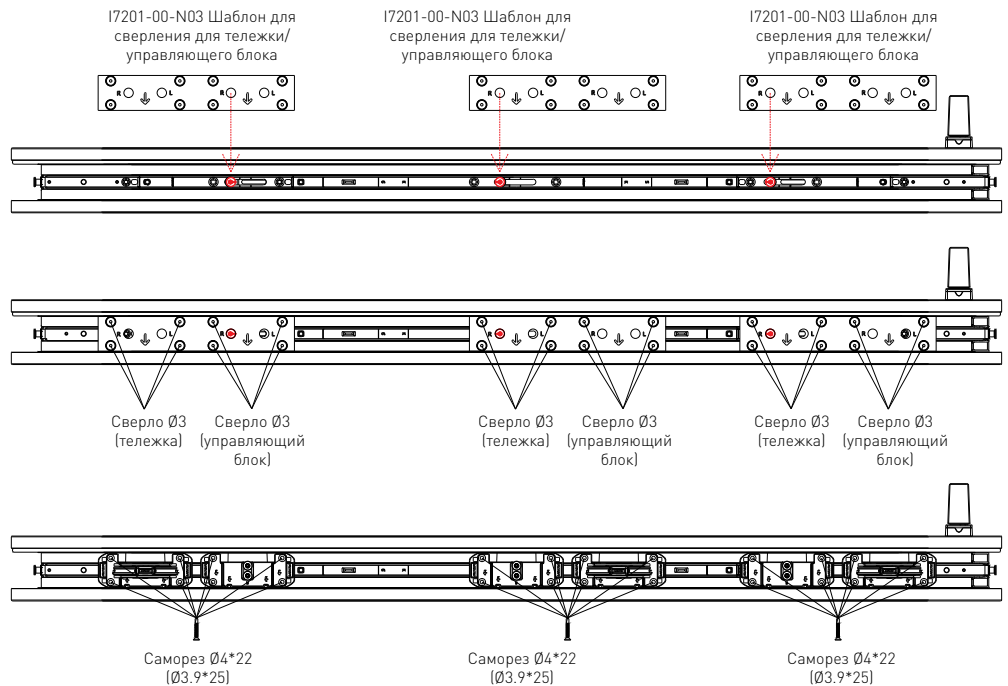 I7201-00-N03 Шаблон для
сверления для тележки/
управляющего блока
I7201-00-N03 Шаблон для
сверления для тележки/
управляющего блока
I7201-00-N03 Шаблон для
сверления для тележки/
управляющего блока
R L R L
R L R L
R L R L
R L R L
R L R L
R L R L
Сверло Ø3
(тележка)
Сверло Ø3
(управляющий
блок)
Сверло Ø3
(тележка)
Сверло Ø3
(управляющий
блок)
Сверло Ø3
(тележка)
Сверло Ø3
(управляющий
блок)
Саморез Ø4*22
(Ø3.9*25)
Саморез Ø4*22
(Ø3.9*25)
Саморез Ø4*22
(Ø3.9*25)